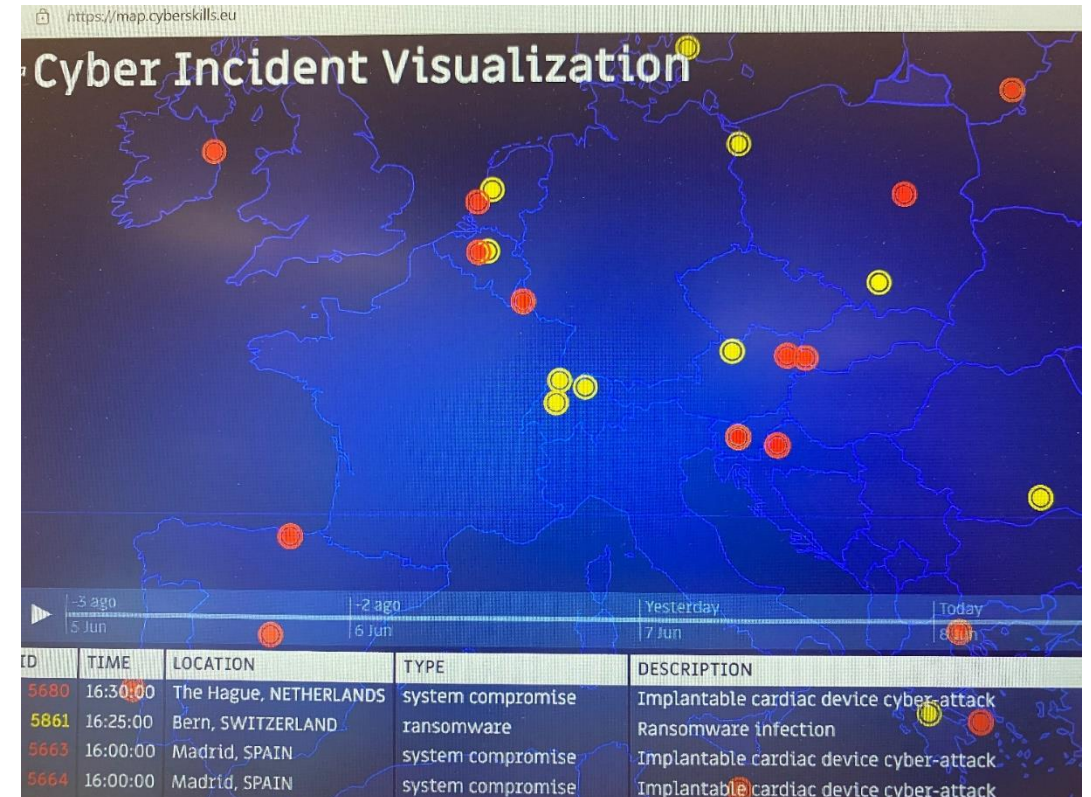 https://map.cyberskills.eu
Cyber Incident Visualization
-3 ago
-2 ago
Yesterday
Today
5 Jun
6 Jun
7 Jun
8 Jun
ID TIME LOCATION TYPE DESCRIPTION
5680 16:30:00 The Hague, NETHERLANDS system compromise Implantable cardiac device cyber-attack
5861 16:25:00 Bern, SWITZERLAND ransomware Ransomware infection
5663 16:00:00 Madrid, SPAIN system compromise Implantable cardiac device cyber-attack
5664 16:00:00 Madrid, SPAIN system compromise Implantable cardiac device cyber-attack